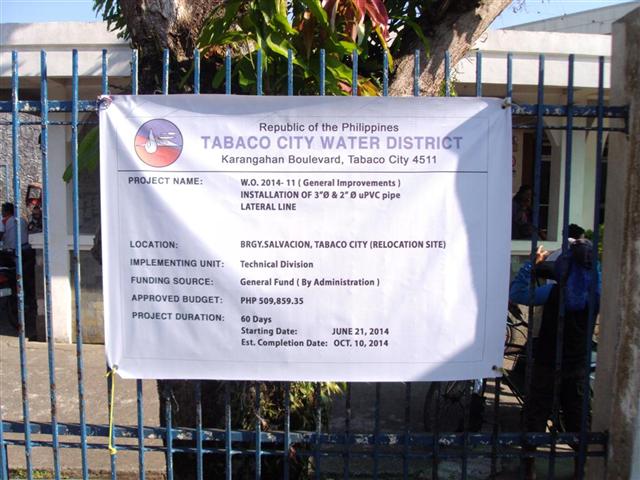 Republic of the Philippines
TABACO CITY WATER DISTRICT
Karangahan Boulevard, Tabaco City 4511
PROJECT NAME: W.O. 2014- 11 ( General Improvements )
INSTALLATION OF 3"Ø & 2" Ø uPVC pipe
LATERAL LINE
LOCATION: BRGY.SALVACION, TABACO CITY (RELOCATION SITE)
IMPLEMENTING UNIT: Technical Division
FUNDING SOURCE: General Fund ( By Administration )
APPROVED BUDGET: PHP 509,859.35
PROJECT DURATION: 60 Days
Starting Date: JUNE 21, 2014
Est. Completion Date: OCT. 10, 2014